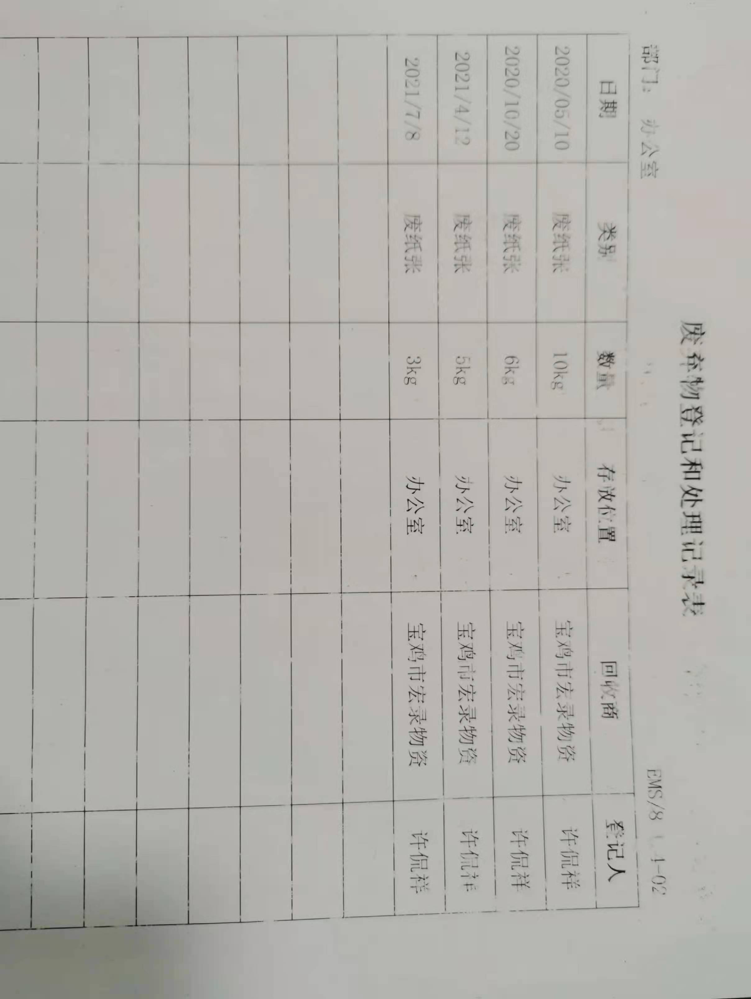 废弃物登记和处理记录表
部门： 办公室 EMS/8 4-02
日期 类别 数量 存放位置 回收商 登记人
2020/05/10 废纸张 10kg 办公室 宝鸡市宏录物资 许侃祥
2020/10/20 废纸张 6kg 办公室 宝鸡市宏录物资 许侃祥
2021/4/12 废纸张 5kg 办公室 宝鸡市宏录物资 许侃祥
2021/7/8 废纸张 3kg 办公室 宝鸡市宏录物资 许侃祥